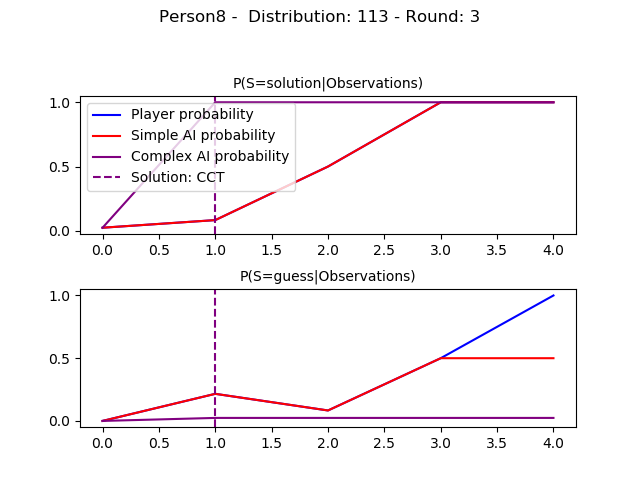 Person8 -  Distribution: 113 - Round: 3
P(S=solution|Observations)
1.0
0.5
0.0
Player probability
Simple AI probability
Complex AI probability
Solution: CCT
0.0 0.5 1.0 1.5 2.0 2.5 3.0 3.5 4.0
P(S=guess|Observations)
1.0
0.5
0.0
0.0 0.5 1.0 1.5 2.0 2.5 3.0 3.5 4.0